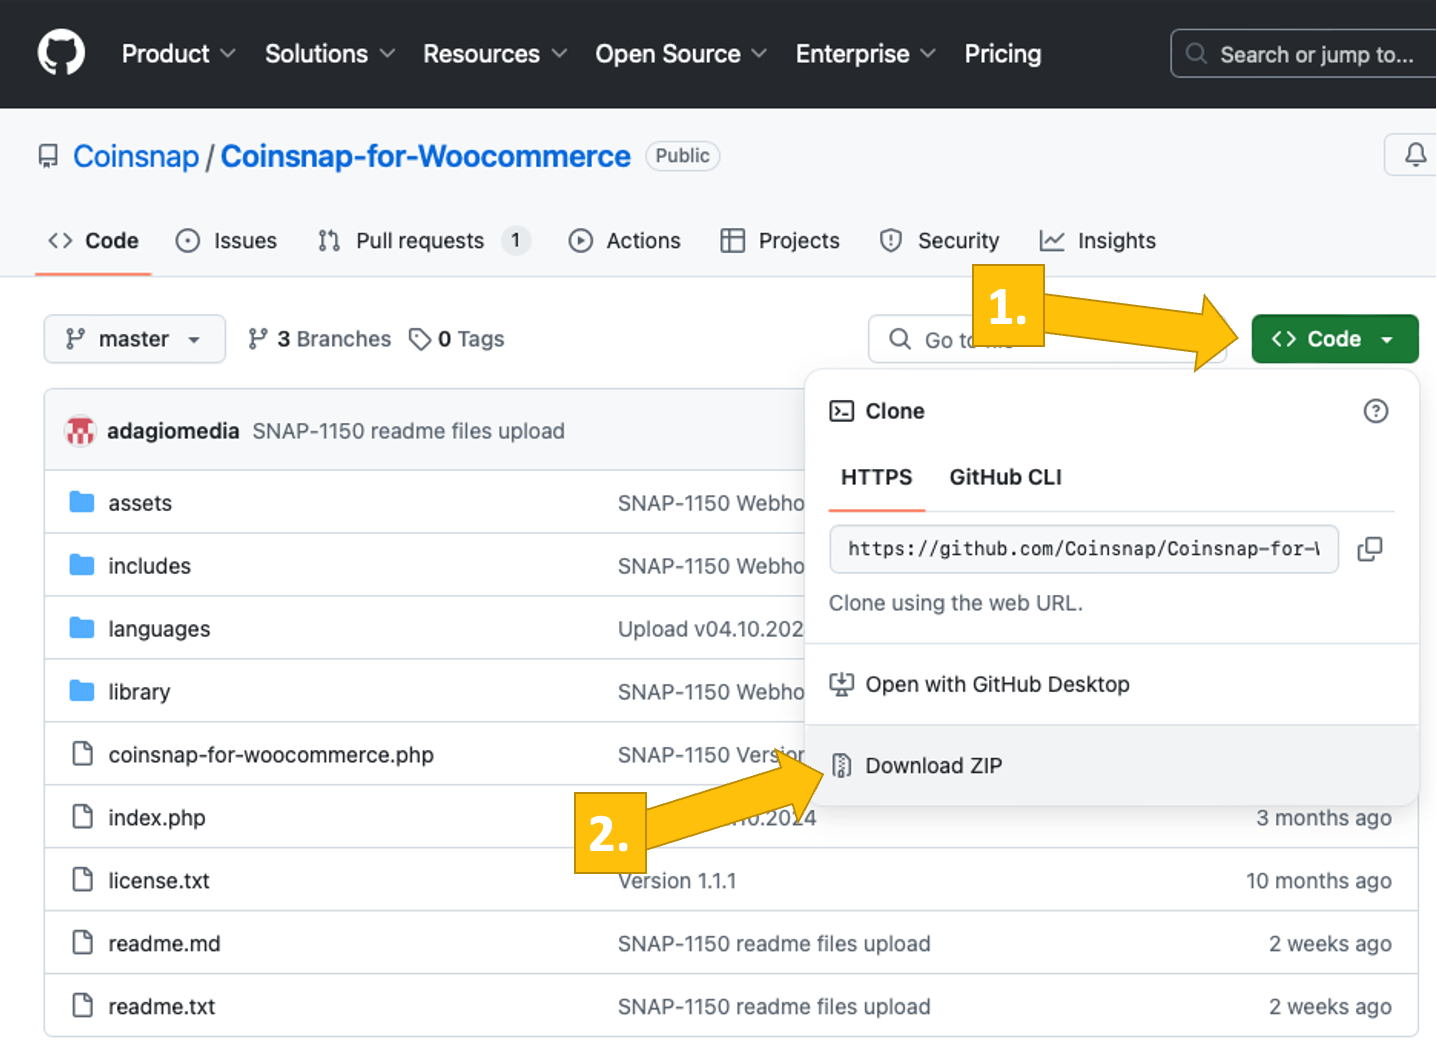 Product Solutions Resources Open Source Enterprise Pricing Search or jump to...
Coinsnap / Coinsnap-for-Woocommerce Public
Code Issues Pull requests 1 Actions Projects Security Insights
1.
master 3 Branches 0 Tags Go to Code
adagiomedia SNAP-1150 readme files upload
Clone
HTTPS GitHub CLI
https://github.com/Coinsnap/Coinsnap-for-
Clone using the web URL.
Open with GitHub Desktop
Download ZIP
assets SNAP-1150 Webho
includes SNAP-1150 Webho
languages Upload v04.10.202
library SNAP-1150 Webho
coinsnap-for-woocommerce.php SNAP-1150 Version
2.
index.php .10.2024 3 months ago
license.txt Version 1.1.1 10 months ago
readme.md SNAP-1150 readme files upload 2 weeks ago
readme.txt SNAP-1150 readme files upload 2 weeks ago